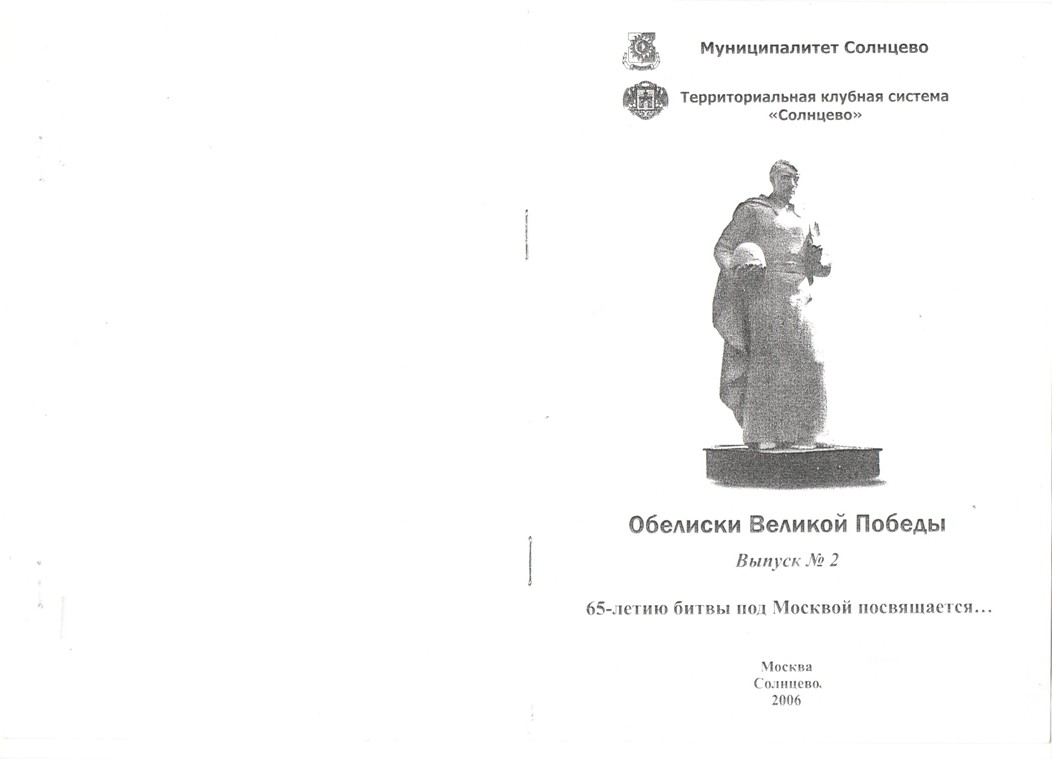 Муниципалитет Солнцево
Территориальная клубная система
«Солнцево»
Обелиски Великой Победы
Выпуск № 2
65-летию битвы под Москвой посвящается…
Москва
Солнцево.
2006